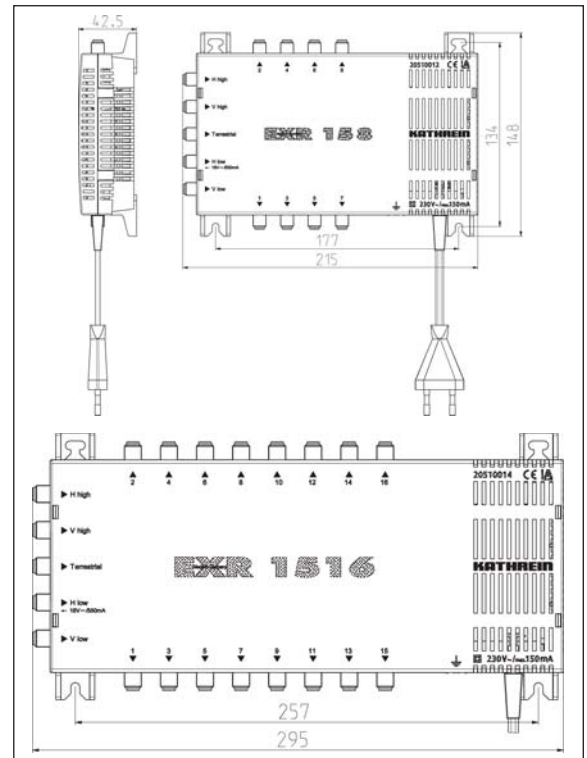 42.5
2 4 6 8
20510012 CE
H high
V high
Terrestrial
EXR 158
KATHREIN
H low
V low
1 3 5 7
230V~/max.150mA
134
148
177
215
2 4 6 8 10 12 14 16
20510014 CE
H high
V high
Terrestrial
EXR 1516
KATHREIN
H low
← 18V⎓/500mA
V low
1 3 5 7 9 11 13 15
230V~/max.150mA
257
295